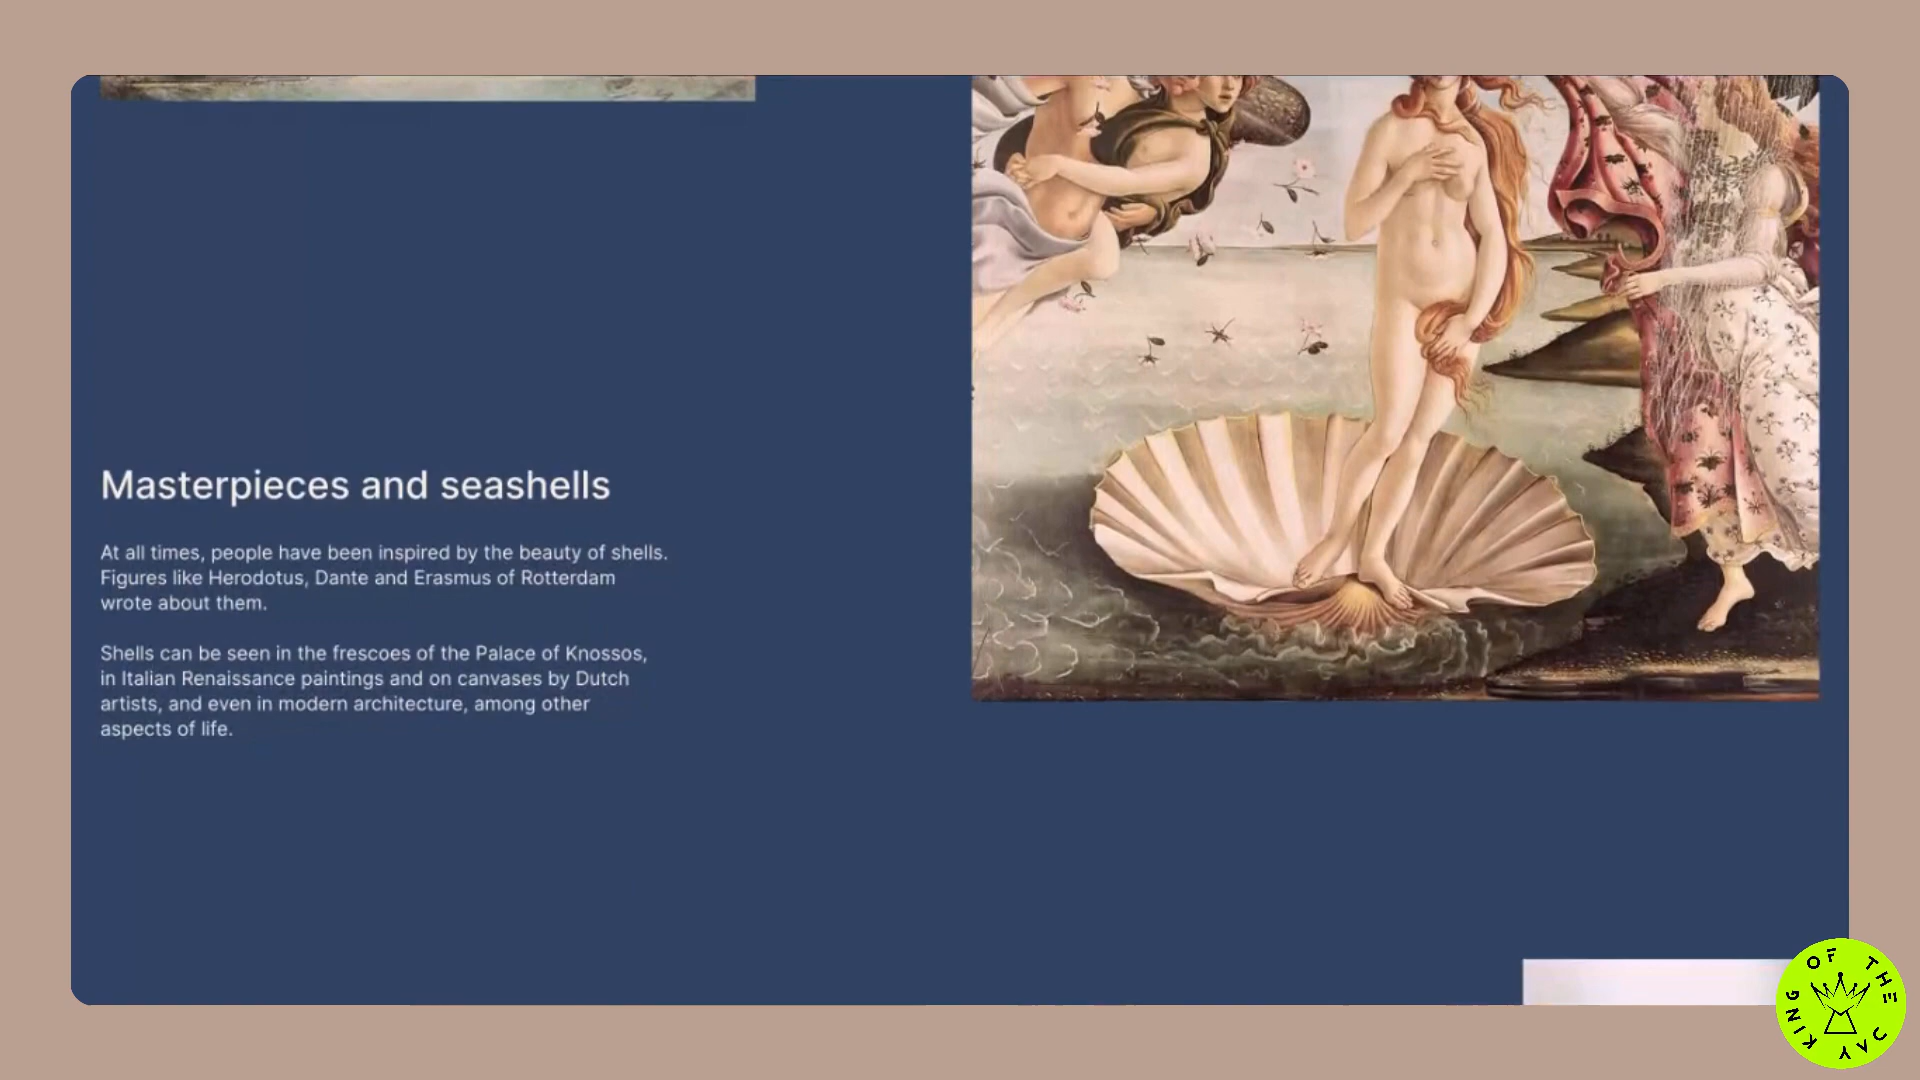 Masterpieces and seashells
At all times, people have been inspired by the beauty of shells.
Figures like Herodotus, Dante and Erasmus of Rotterdam
wrote about them.
Shells can be seen in the frescoes of the Palace of Knossos,
in Italian Renaissance paintings and on canvases by Dutch
artists, and even in modern architecture, among other
aspects of life.
KING OF THE DAY